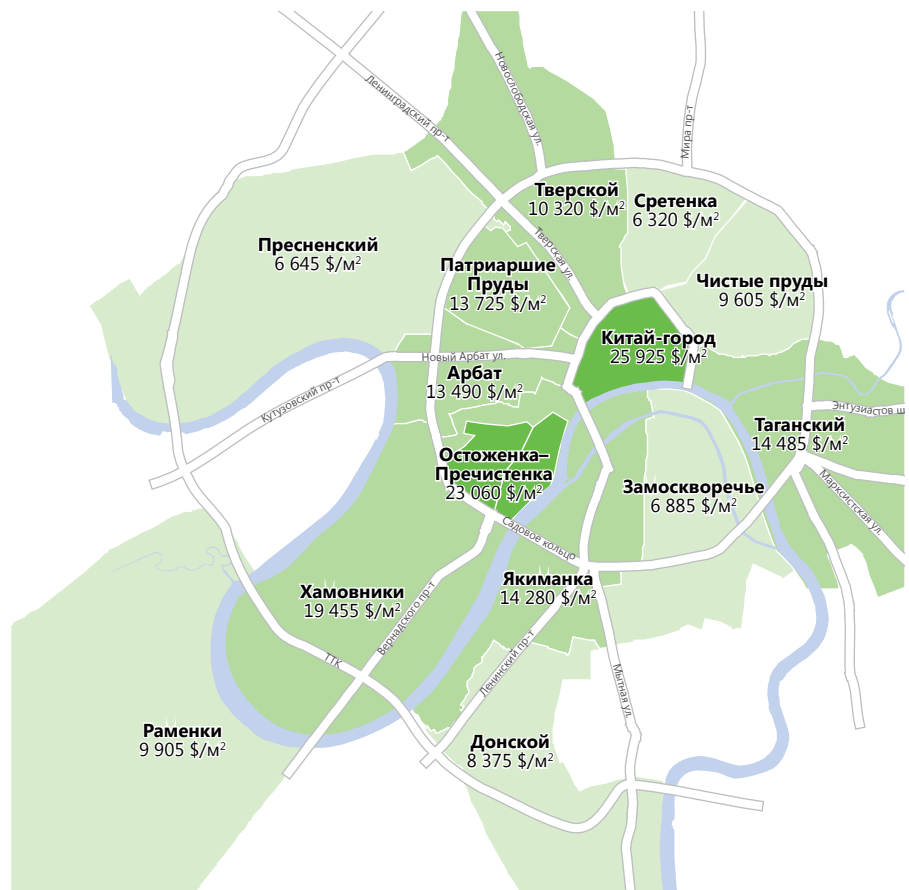 Новослободская ул.
Ленинградский пр-т
Мира пр-т
Тверской
10 320 $/м²
Сретенка
6 320 $/м²
Тверская ул.
Пресненский
6 645 $/м²
Патриаршие
Пруды
13 725 $/м²
Чистые пруды
9 605 $/м²
Китай-город
25 925 $/м²
Новый Арбат ул.
Арбат
13 490 $/м²
Кутузовский пр-т
Энтузиастов ш
Таганский
14 485 $/м²
Остоженка–
Пречистенка
23 060 $/м²
Замоскворечье
6 885 $/м²
Марксистская ул.
Садовое кольцо
Якиманка
14 280 $/м²
Хамовники
19 455 $/м²
Вернадского пр-т
ТТК
Ленинский пр-т
Мытная ул.
Раменки
9 905 $/м²
Донской
8 375 $/м²